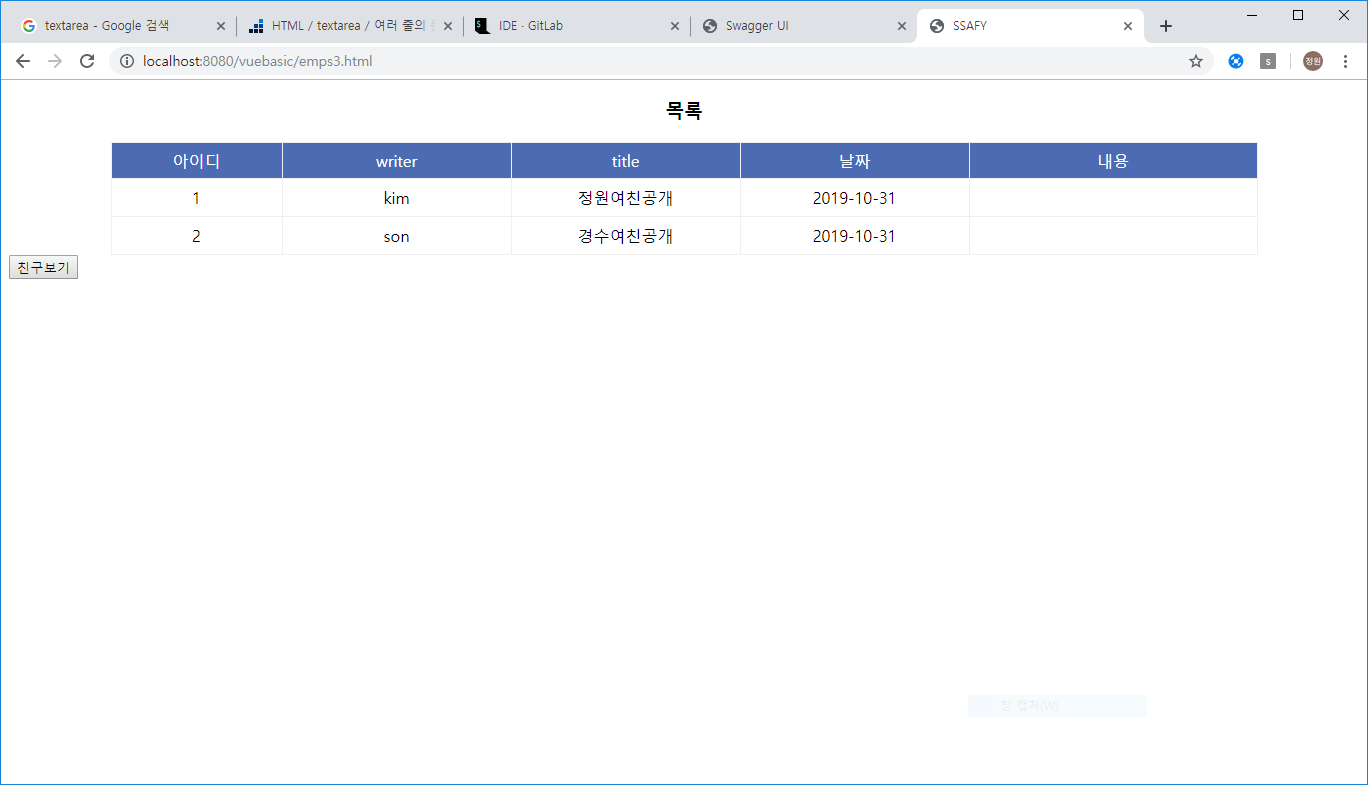 textarea - Google 검색
HTML / textarea / 여러 줄의
IDE · GitLab
Swagger UI
SSAFY
localhost:8080/vuebasic/emps3.html
s
정원
목록
아이디 writer title 날짜 내용
1 kim 정원여친공개 2019-10-31
2 son 경수여친공개 2019-10-31
친구보기
창 캡처(W)